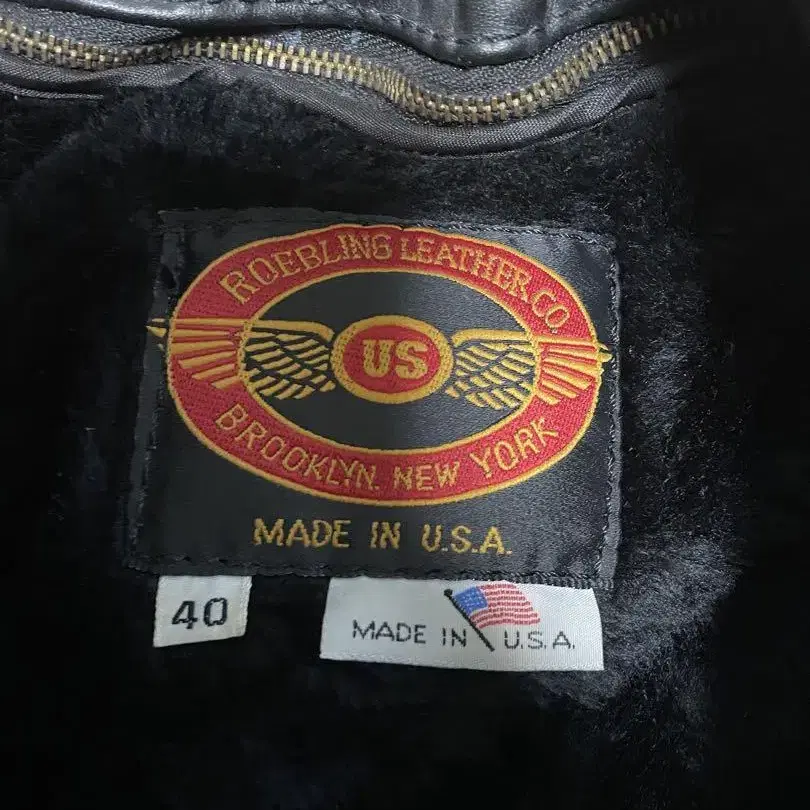 ROEBLING LEATHER CO.
US
BROOKLYN. NEW YORK
MADE IN U.S.A.
40
MADE IN U.S.A.